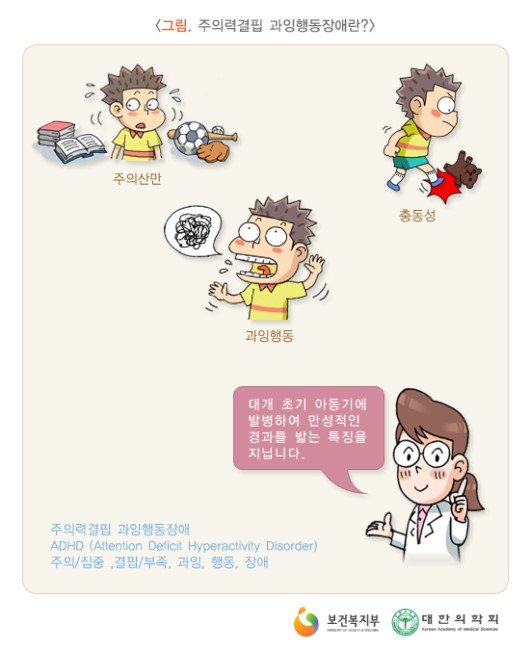 <그림. 주의력결핍 과잉행동장애란?>
주의산만
충동성
과잉행동
대개 초기 아동기에
발병하여 만성적인
경과를 밟는 특징을
지닙니다.
주의력결핍 과잉행동장애
ADHD (Attention Deficit Hyperactivity Disorder)
주의/집중 ,결핍/부족, 과잉, 행동, 장애
보건복지부
MINISTRY OF HEALTH & WELFARE
대한의학회
Korean Academy of Medical Sciences